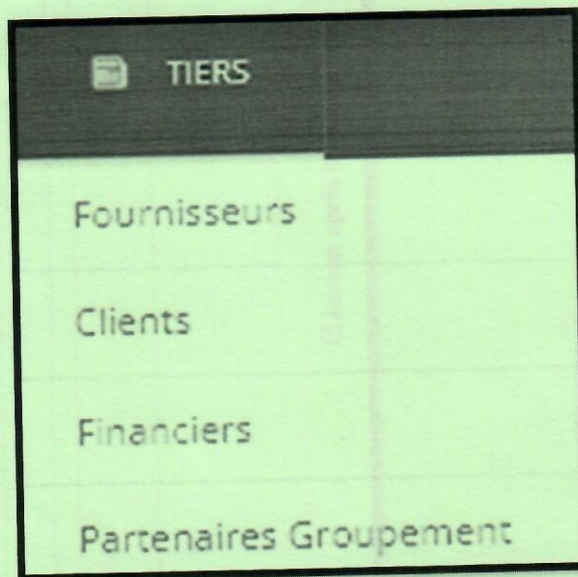 TIERS
Fournisseurs
Clients
Financiers
Partenaires Groupement